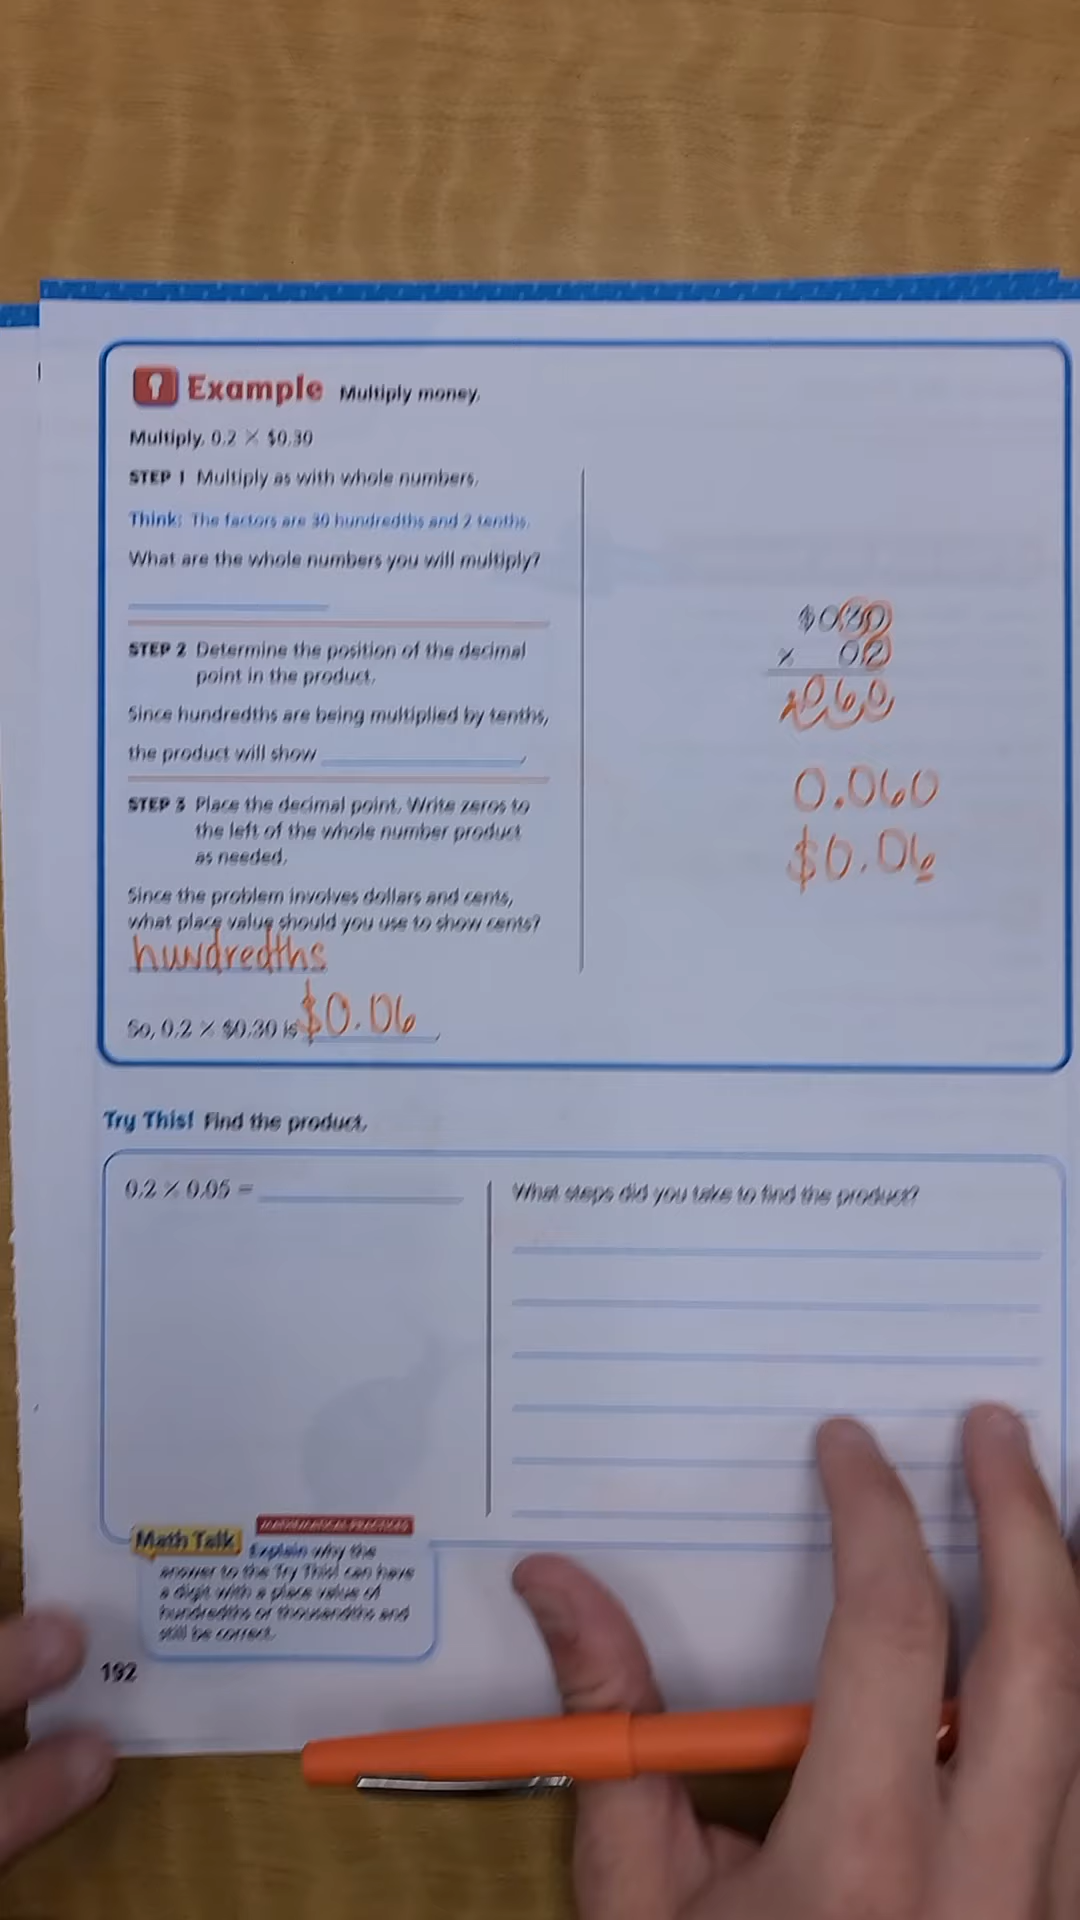 Example Multiply money.
Multiply. 0.2 × $0.30
STEP 1 Multiply as with whole numbers.
Think: The factors are 30 hundredths and 2 tenths.
What are the whole numbers you will multiply?
$0.30
× 0.2
060
0.060
$0.06
STEP 2 Determine the position of the decimal
point in the product.
Since hundredths are being multiplied by tenths,
the product will show
STEP 3 Place the decimal point. Write zeros to
the left of the whole number product
as needed.
Since the problem involves dollars and cents,
what place value should you use to show cents?
hundredths
So, 0.2 × $0.30 is $0.06.
Try This! Find the product.
0.2 × 0.05 =
What steps did you take to find the product?
Math Talk
MATHEMATICAL PRACTICES
Explain why the
answer to the Try This! can have
a digit with a place value of
hundredths or thousandths and
still be correct.
192